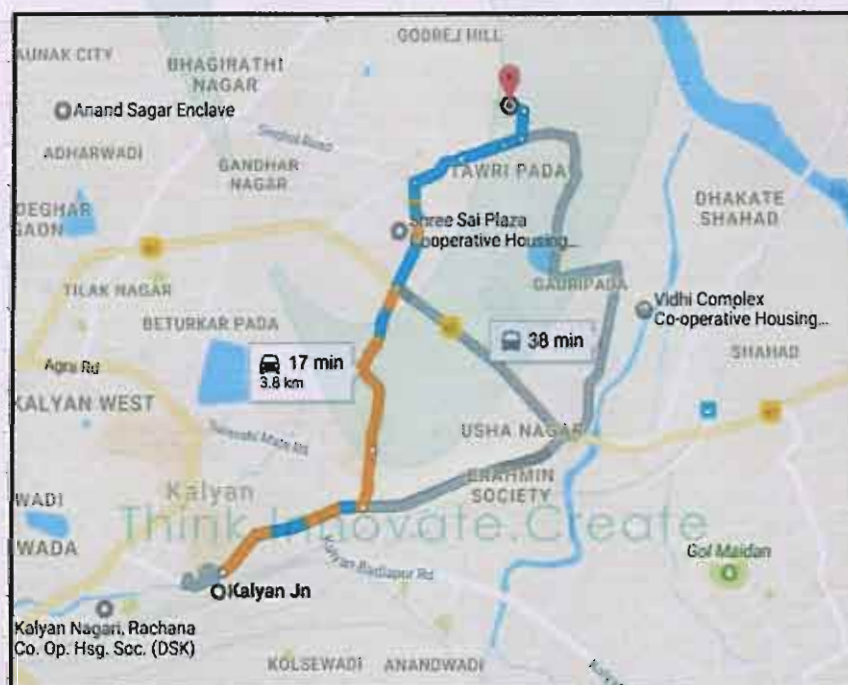 GODREJ HILL
AUNAK CITY
BHAGIRATHI
NAGAR
Anand Sagar Enclave
ADHARWADI
GANDHAR
NAGAR
TAWRI PADA
DHAKATE
SHAHAD
DEGHAR
GAON
Shree Sai Plaza
Cooperative Housing...
TILAK NAGAR
GAURIPADA
Vidhi Complex
Co-operative Housing...
BETURKAR PADA
17 min
3.8 km
38 min
SHAHAD
Agra Rd
KALYAN WEST
USHA NAGAR
BRAHMIN
SOCIETY
WADI
Kalyan
Think.Innovate.Create
WADA
Kalyan-Badlapur Rd
Gol Maidan
Kalyan Jn
Kalyan Nagari, Rachana
Co. Op. Hsg. Soc. (DSK)
KOLSEWADI
ANANDWADI